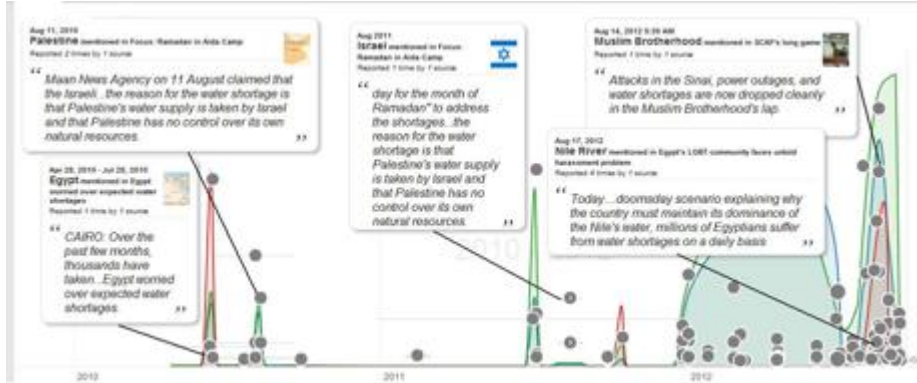 Aug 11, 2010
Palestine mentioned in Focus: Ramadan in Aida Camp
Reported 2 times by 1 source
“ Maan News Agency on 11 August claimed that
the Israeli...the reason for the water shortage is
that Palestine's water supply is taken by Israel
and that Palestine has no control over its own
natural resources. ”
Apr 28, 2010 - Jul 28, 2010
Egypt mentioned in Egypt
worried over expected water
shortages
Reported 1 time by 1 source
“ CAIRO: Over the
past few months,
thousands have
taken...Egypt worried
over expected water
shortages. ”
Aug 2011
Israel mentioned in Focus:
Ramadan in Aida Camp
Reported 1 time by 1 source
“ day for the month of
Ramadan" to address
the shortages...the
reason for the water
shortage is that
Palestine's water supply
is taken by Israel and
that Palestine has no
control over its own
natural resources. ”
Aug 14, 2012 9:39 AM
Muslim Brotherhood mentioned in SCAF's long game
Reported 1 time by 1 source
“ Attacks in the Sinai, power outages, and
water shortages are now dropped cleanly
in the Muslim Brotherhood's lap. ”
Aug 17, 2012
Nile River mentioned in Egypt's LGBT community faces untold
harassment problem
Reported 4 times by 1 source
“ Today...doomsday scenario explaining why
the country must maintain its dominance of
the Nile's water, millions of Egyptians suffer
from water shortages on a daily basis ”
2010
2010
2011
2012